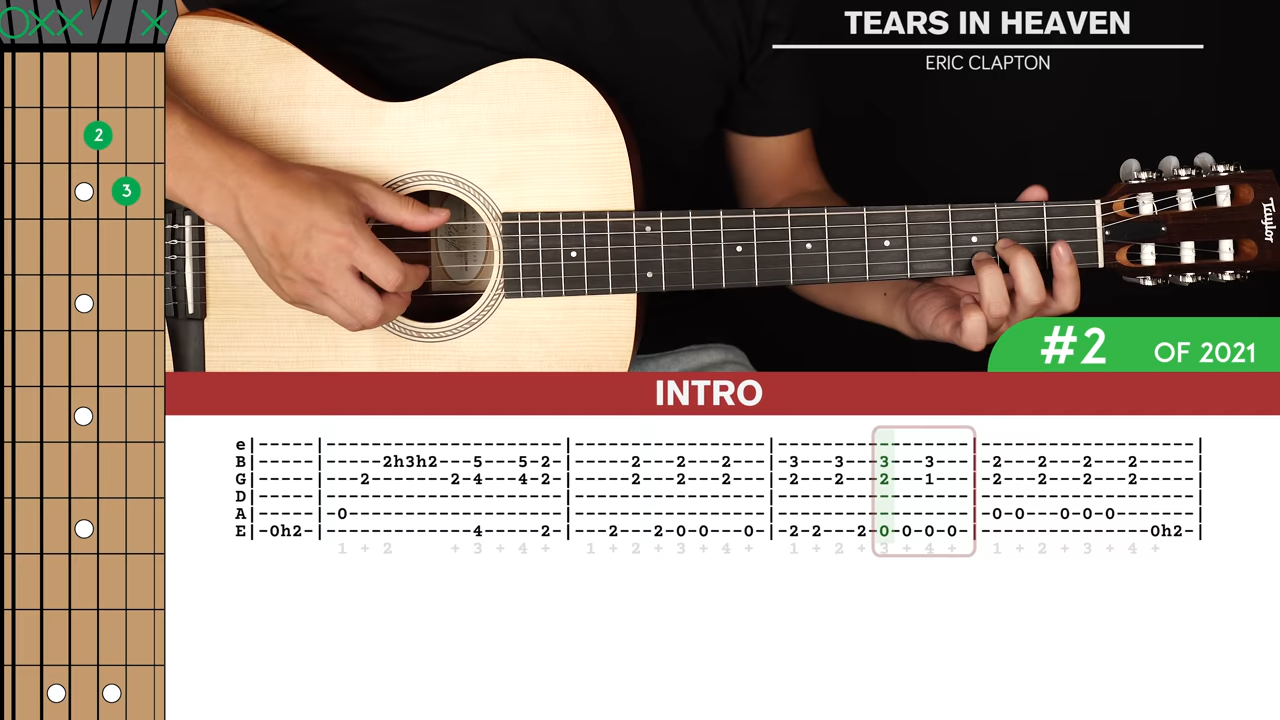 TEARS IN HEAVEN
ERIC CLAPTON
OXX X
2
3
Taylor
#2 OF 2021
INTRO
e|-----|---------------------|-----------------|-----------------|-------------------|
B|-----|-----2h3h2---5---5-2-|-----2---2---2---|-3---3---3---3---|-2---2---2---2-----|
G|-----|---2-------2-4---4-2-|-----2---2---2---|-2---2---2---1---|-2---2---2---2-----|
D|-----|---------------------|-----------------|-----------------|-------------------|
A|-----|-0-------------------|-----------------|-----------------|-0-0---0-0-0-------|
E|-0h2-|-------------4-----2-|---2---2-0-0---0-|-2-2---2-0-0-0-0-|---------------0h2-|
1 + 2 + 3 + 4 + 1 + 2 + 3 + 4 + 1 + 2 + 3 + 4 + 1 + 2 + 3 + 4 +